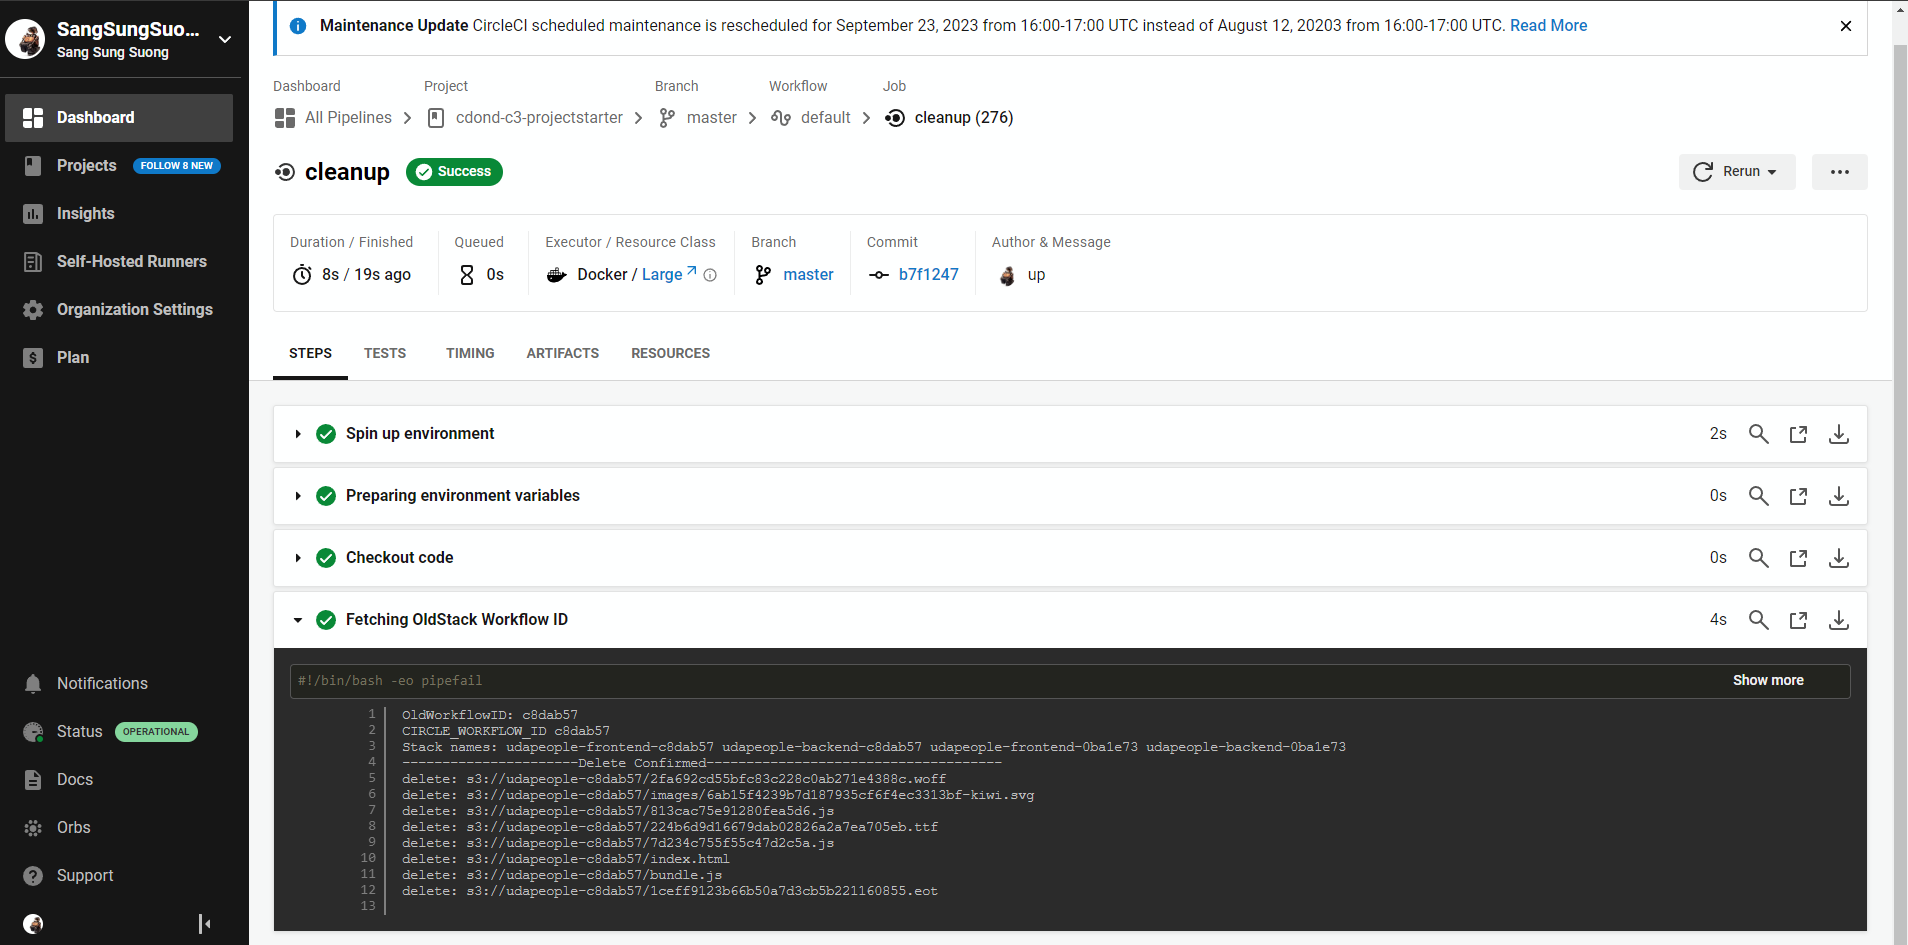 SangSungSuo...
Sang Sung Suong
Dashboard
Projects FOLLOW 8 NEW
Insights
Self-Hosted Runners
Organization Settings
Plan
Notifications
Status OPERATIONAL
Docs
Orbs
Support
Maintenance Update CircleCI scheduled maintenance is rescheduled for September 23, 2023 from 16:00-17:00 UTC instead of August 12, 20203 from 16:00-17:00 UTC. Read More
Dashboard Project Branch Workflow Job
All Pipelines cdond-c3-projectstarter master default cleanup (276)
cleanup Success
Rerun
Duration / Finished Queued Executor / Resource Class Branch Commit Author & Message
8s / 19s ago 0s Docker / Large master b7f1247 up
STEPS TESTS TIMING ARTIFACTS RESOURCES
Spin up environment 2s
Preparing environment variables 0s
Checkout code 0s
Fetching OldStack Workflow ID 4s
#!/bin/bash -eo pipefail Show more
1 OldWorkflowID: c8dab57
2 CIRCLE_WORKFLOW_ID c8dab57
3 Stack names: udapeople-frontend-c8dab57 udapeople-backend-c8dab57 udapeople-frontend-0ba1e73 udapeople-backend-0ba1e73
4 ----------------------Delete Confirmed-------------------------------------
5 delete: s3://udapeople-c8dab57/2fa692cd55bfc83c228c0ab271e4388c.woff
6 delete: s3://udapeople-c8dab57/images/6ab15f4239b7d187935cf6f4ec3313bf-kiwi.svg
7 delete: s3://udapeople-c8dab57/813cac75e91280fea5d6.js
8 delete: s3://udapeople-c8dab57/224b6d9d16679dab02826a2a7ea705eb.ttf
9 delete: s3://udapeople-c8dab57/7d234c755f55c47d2c5a.js
10 delete: s3://udapeople-c8dab57/index.html
11 delete: s3://udapeople-c8dab57/bundle.js
12 delete: s3://udapeople-c8dab57/1ceff9123b66b50a7d3cb5b221160855.eot
13